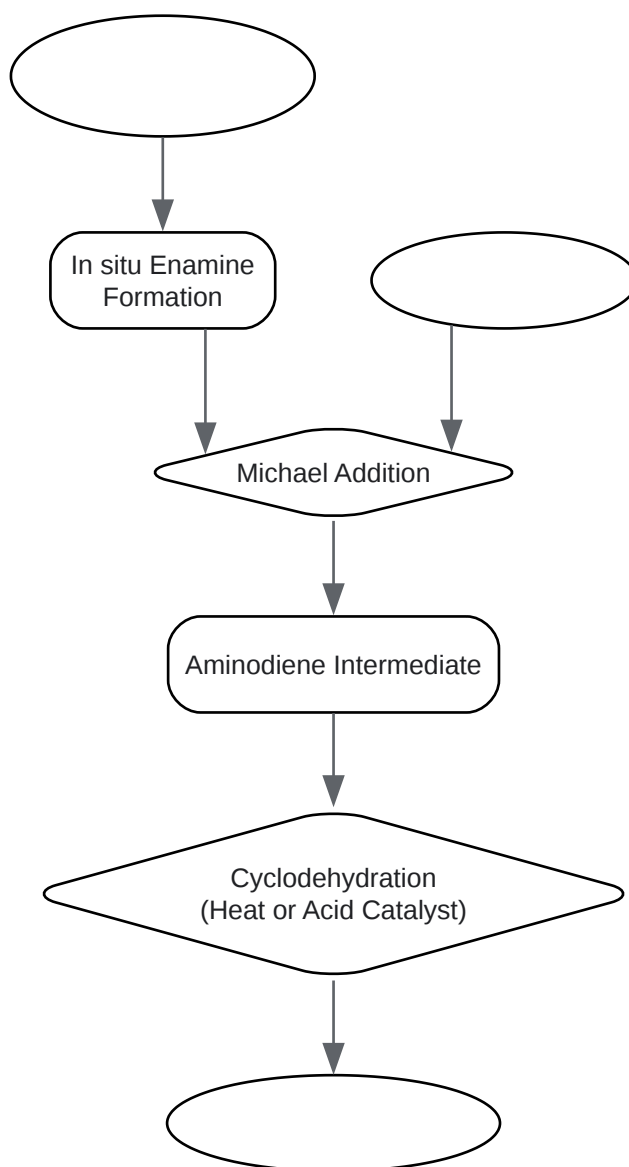 In situ Enamine
Formation
Michael Addition
Aminodiene Intermediate
Cyclodehydration
(Heat or Acid Catalyst)